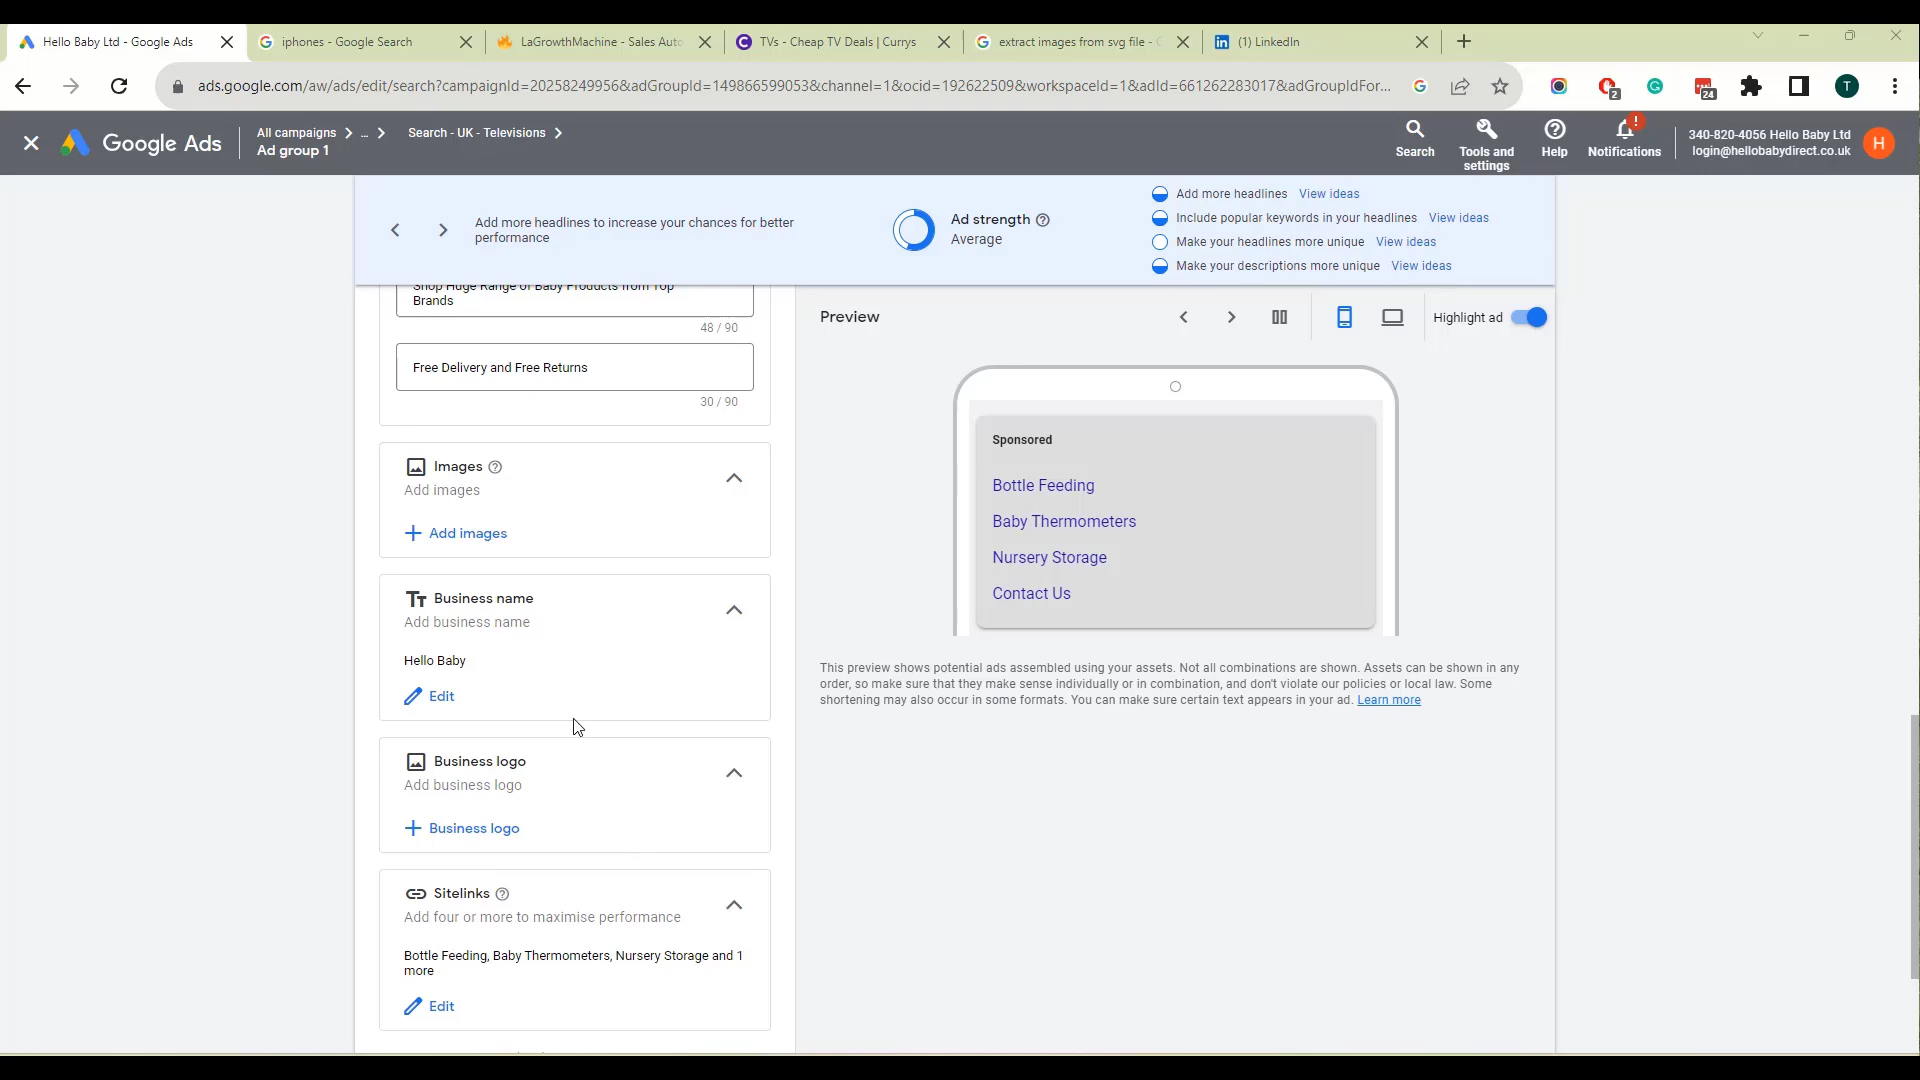 Hello Baby Ltd - Google Ads
iphones - Google Search
LaGrowthMachine - Sales Auto
TVs - Cheap TV Deals | Currys
extract images from svg file -
(1) LinkedIn
ads.google.com/aw/ads/edit/search?campaignId=20258249956&adGroupId=149866599053&channel=1&ocid=192622509&workspaceId=1&adId=661262283017&adGroupIdFor...
2
24
T
Google Ads
All campaigns
...
Search - UK - Televisions
Ad group 1
Search
Tools and
settings
Help
!
Notifications
340-820-4056 Hello Baby Ltd
login@hellobabydirect.co.uk
H
Add more headlines to increase your chances for better
performance
Ad strength
Average
Add more headlines View ideas
Include popular keywords in your headlines View ideas
Make your headlines more unique View ideas
Make your descriptions more unique View ideas
Shop Huge Range of Baby Products from Top
Brands
48 / 90
Free Delivery and Free Returns
30 / 90
Images
Add images
Add images
Business name
Add business name
Hello Baby
Edit
Business logo
Add business logo
Business logo
Sitelinks
Add four or more to maximise performance
Bottle Feeding, Baby Thermometers, Nursery Storage and 1
more
Edit
Preview
Highlight ad
Sponsored
Bottle Feeding
Baby Thermometers
Nursery Storage
Contact Us
This preview shows potential ads assembled using your assets. Not all combinations are shown. Assets can be shown in any
order, so make sure that they make sense individually or in combination, and don't violate our policies or local law. Some
shortening may also occur in some formats. You can make sure certain text appears in your ad. Learn more